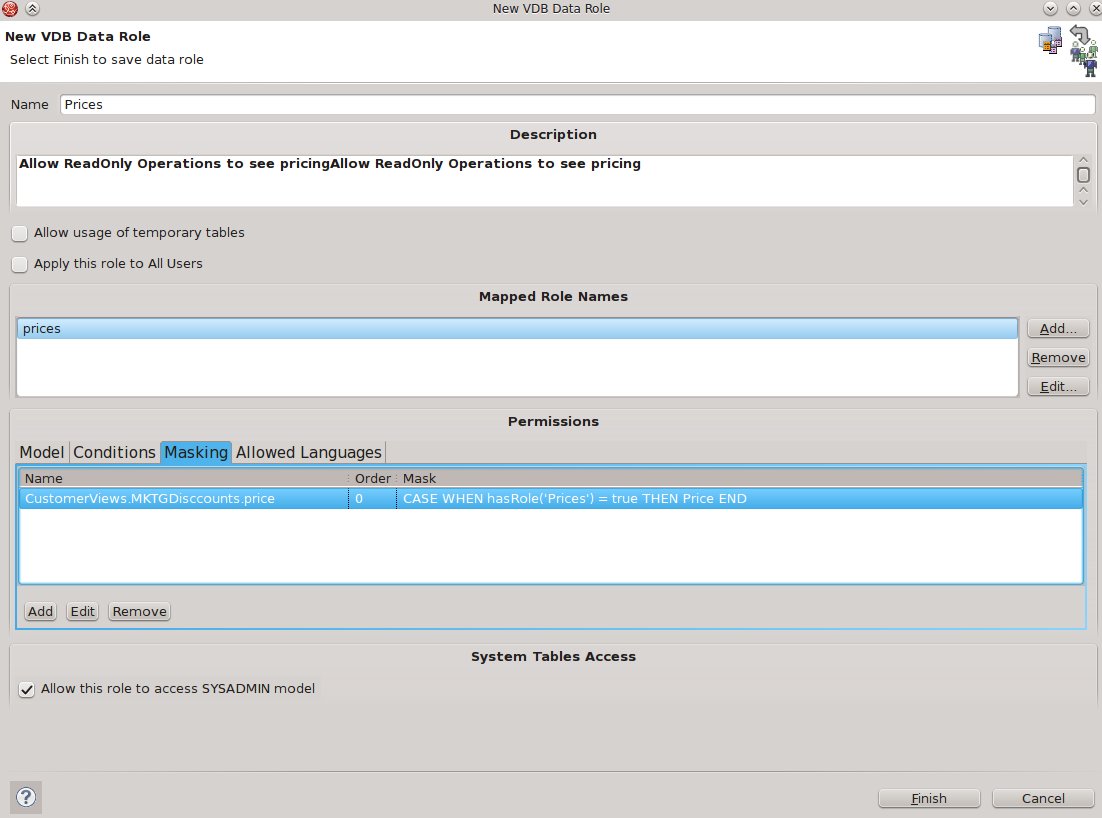 New VDB Data Role
New VDB Data Role
Select Finish to save data role
Name Prices
Description
Allow ReadOnly Operations to see pricingAllow ReadOnly Operations to see pricing
Allow usage of temporary tables
Apply this role to All Users
Mapped Role Names
prices
Add...
Remove
Edit...
Permissions
Model Conditions Masking Allowed Languages
Name Order Mask
CustomerViews.MKTGDisccounts.price 0 CASE WHEN hasRole('Prices') = true THEN Price END
Add Edit Remove
System Tables Access
Allow this role to access SYSADMIN model
? Finish Cancel